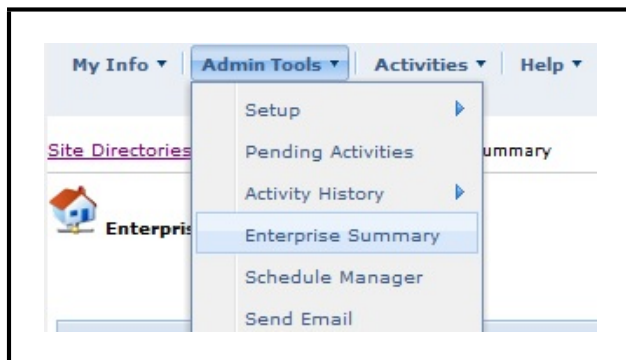 My Info Admin Tools Activities Help
Setup
Site Directories Pending Activities ummary
Activity History
Enterpris Enterprise Summary
Schedule Manager
Send Email